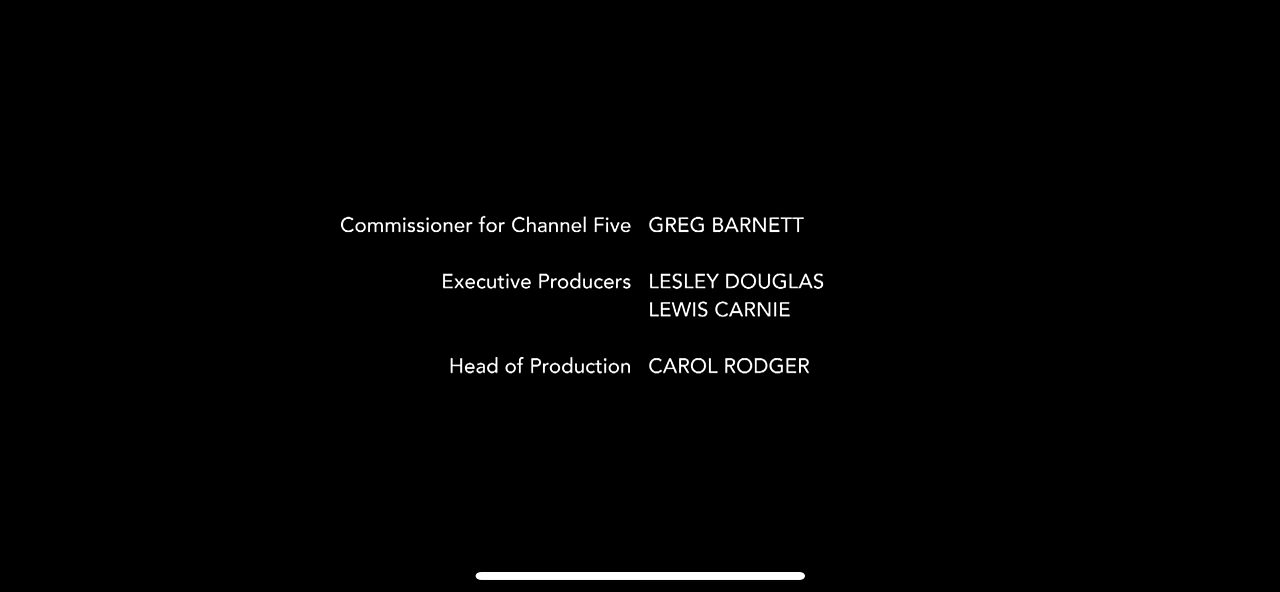 Commissioner for Channel Five GREG BARNETT
Executive Producers LESLEY DOUGLAS
LEWIS CARNIE
Head of Production CAROL RODGER